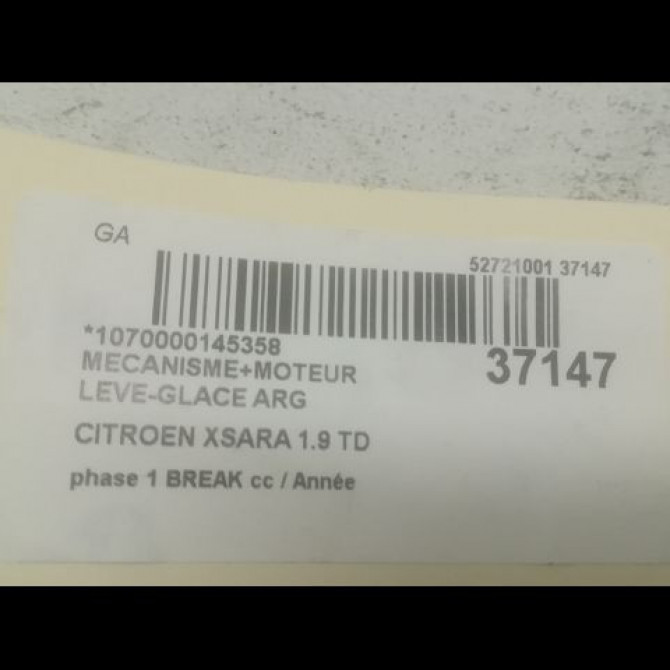 GA
52721001 37147
*1070000145358
37147
MECANISME+MOTEUR
LEVE-GLACE ARG
CITROEN XSARA 1.9 TD
phase 1 BREAK cc / Année